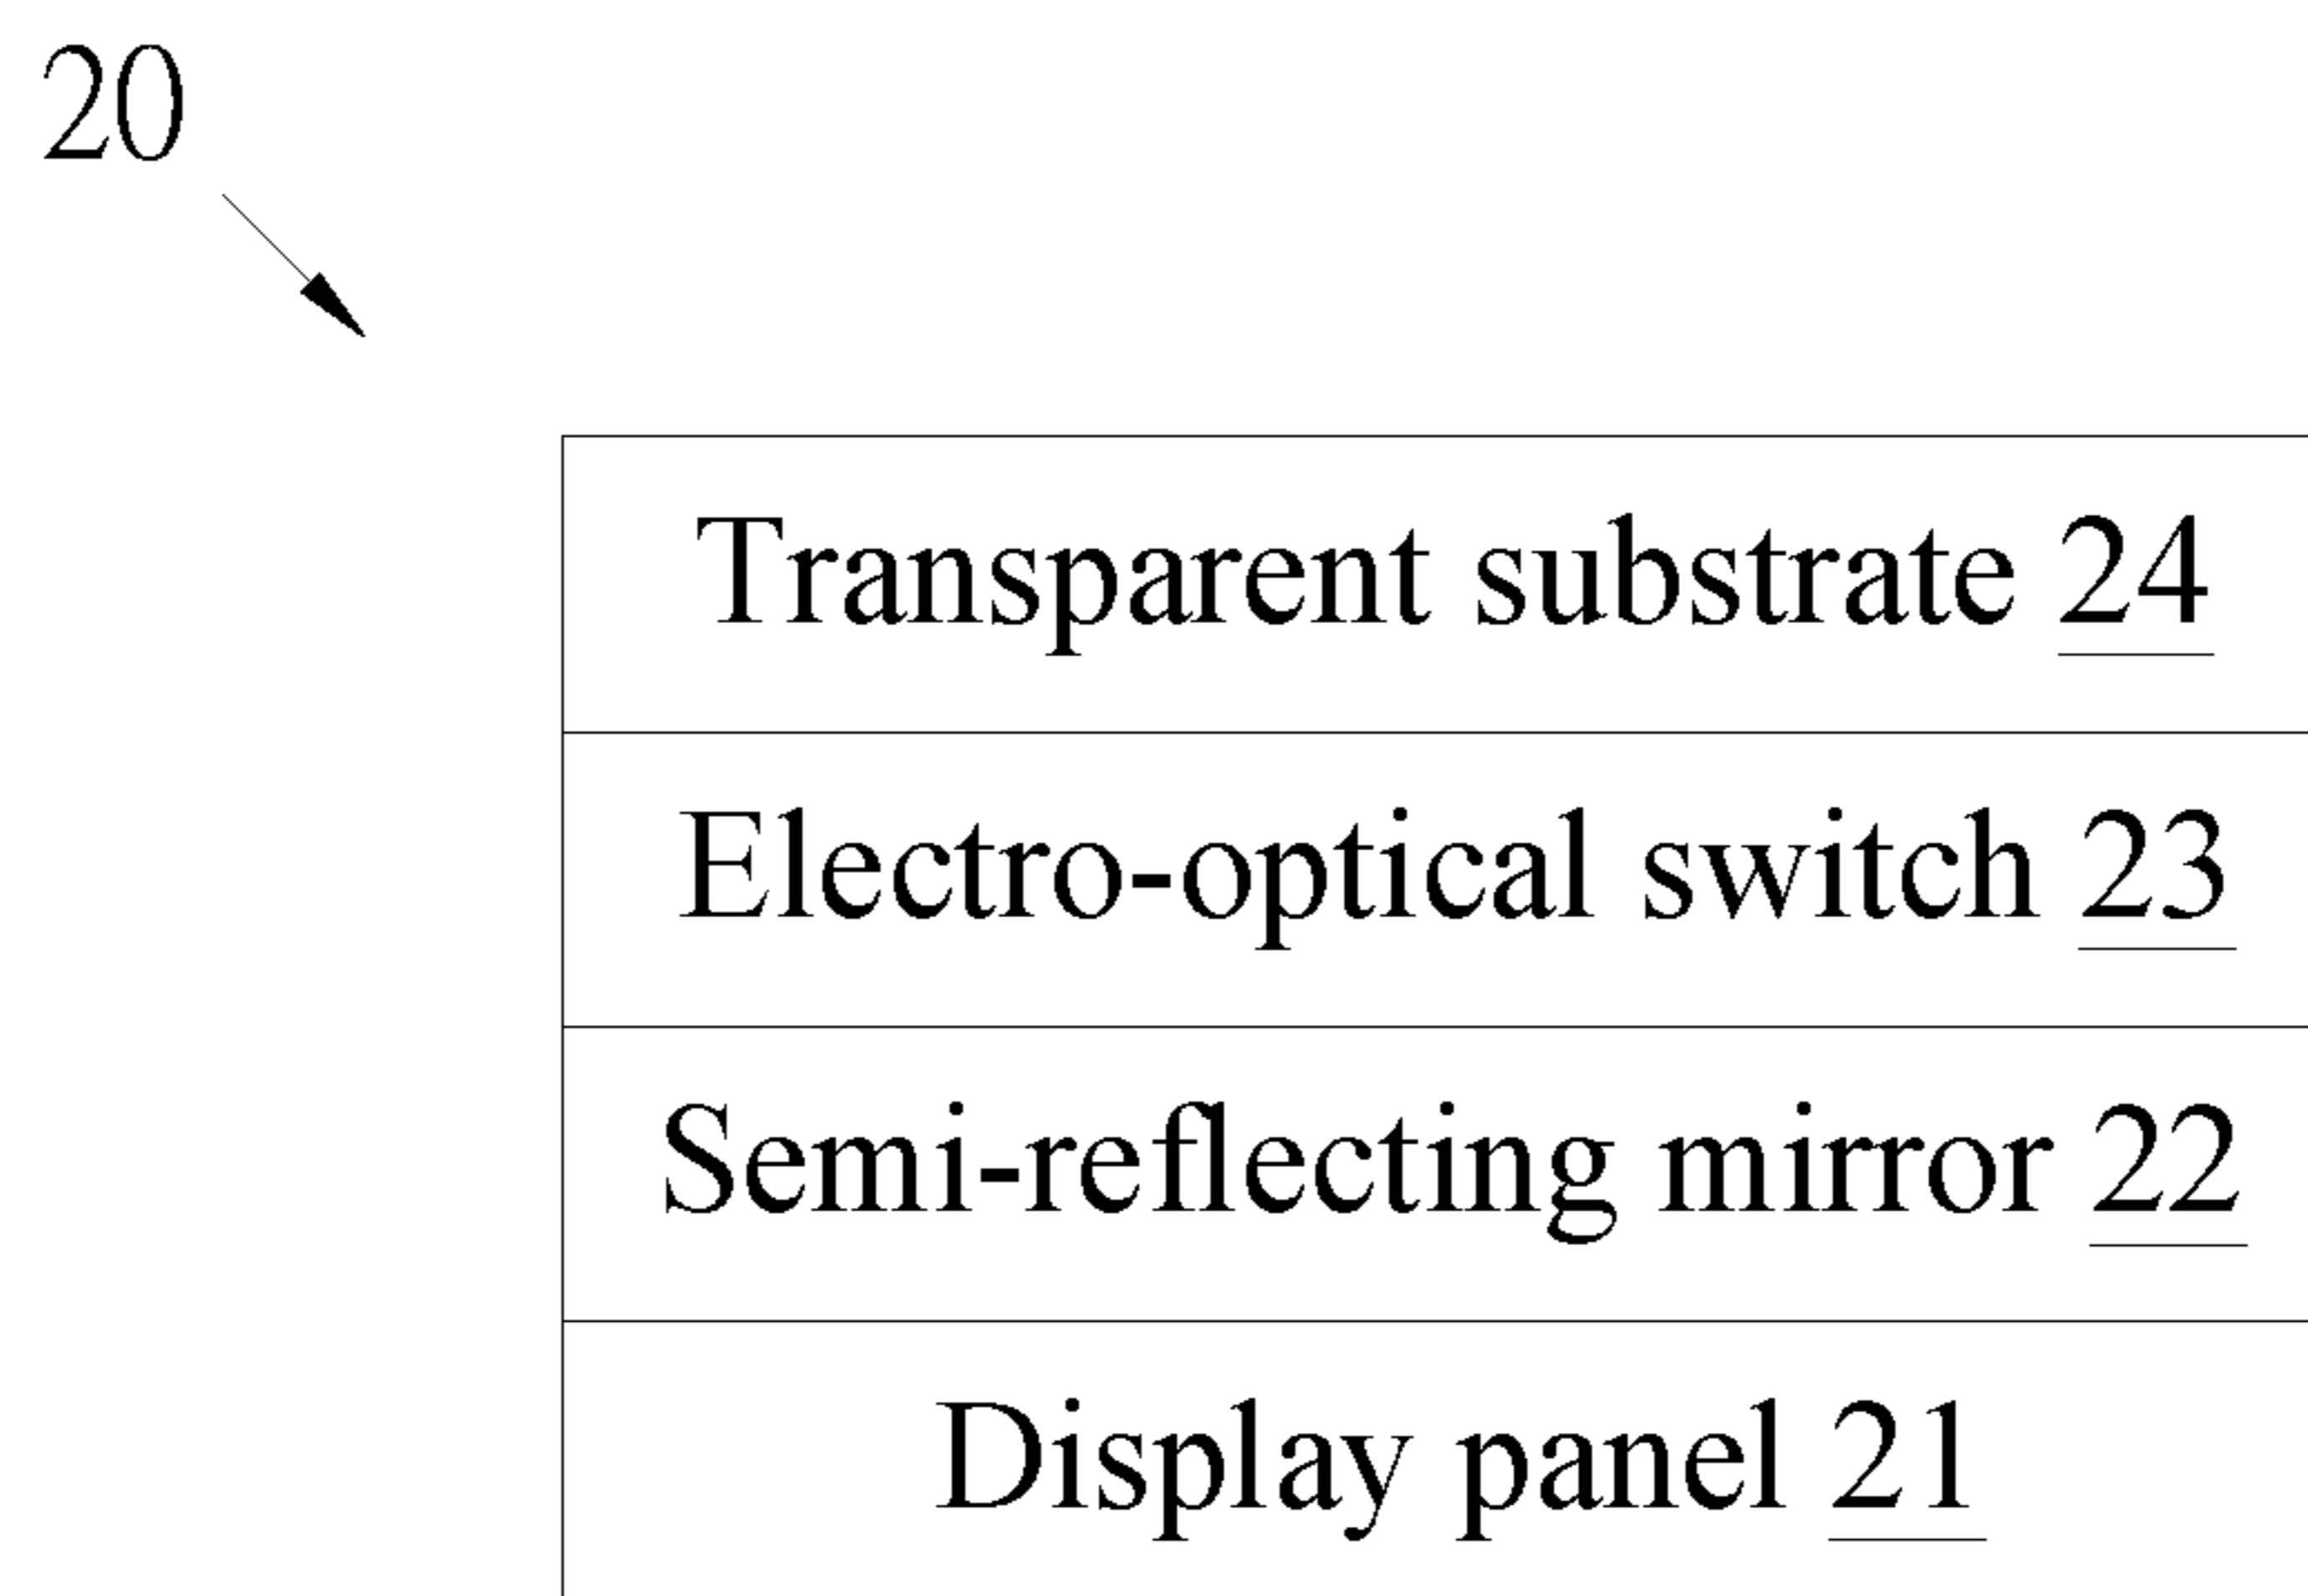 20
Transparent substrate 24
Electro-optical switch 23
Semi-reflecting mirror 22
Display panel 21